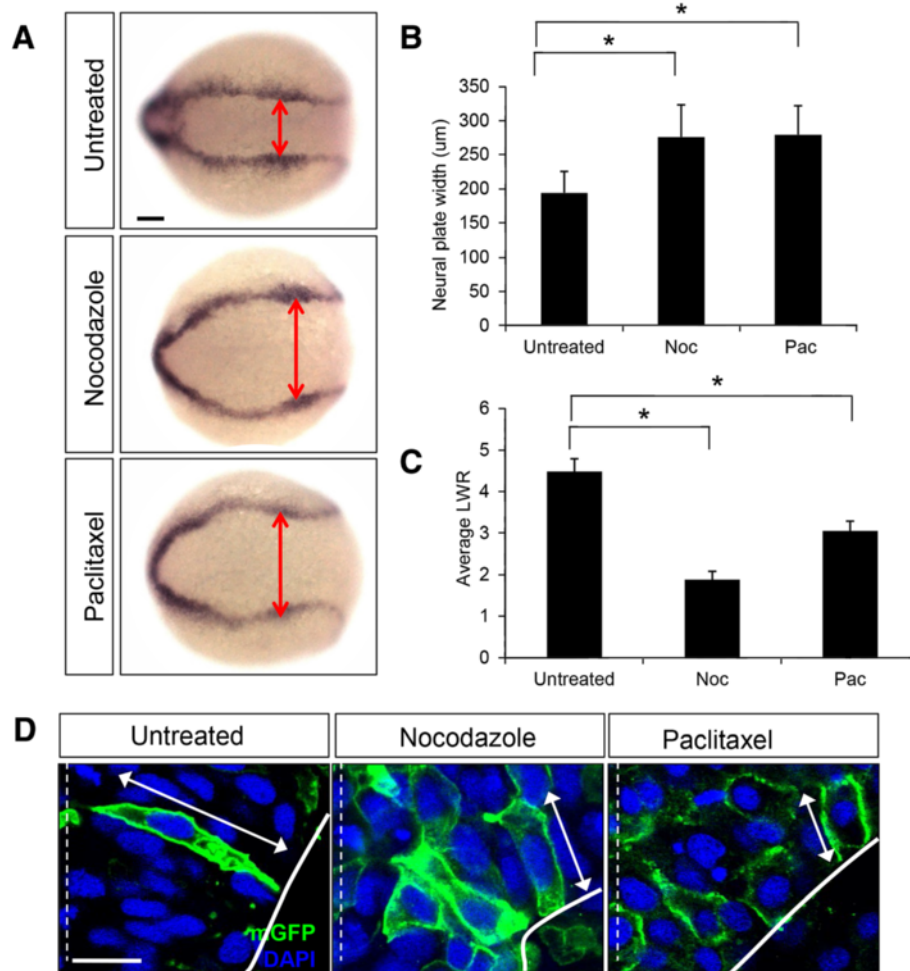 A
Untreated
Nocodazole
Paclitaxel
B
*
*
Neural plate width (um)
350
300
250
200
150
100
50
0
Untreated Noc Pac
C
*
*
Average LWR
6
5
4
3
2
1
0
Untreated Noc Pac
D
Untreated Nocodazole Paclitaxel
mGFP
DAPI